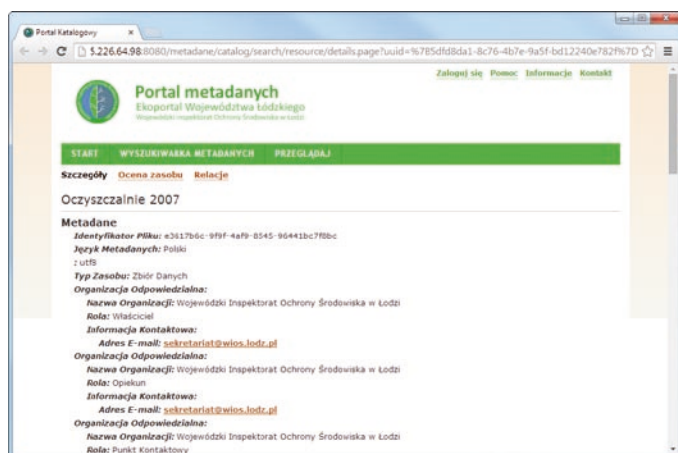 Portal Katalogowy
5.226.64.98:8080/metadane/catalog/search/resource/details.page?uuid=%785dfd8da1-8c76-4b7e-9a5f-bd12240e782f%7D
Zaloguj się Pomoc Informacje Kontakt
Portal metadanych
Ekoportal Województwa Łódzkiego
Wojewódzki Inspektorat Ochrony Środowiska w Łodzi
START WYSZUKIWARKA METADANYCH PRZEGLĄDAJ
Szczegóły Ocena zasobu Relacje
Oczyszczalnie 2007
Metadane
Identyfikator Pliku: e3617b6c-9f9f-4af9-8545-96441bc7f8bc
Język Metadanych: Polski
: utf8
Typ Zasobu: Zbiór Danych
Organizacja Odpowiedzialna:
Nazwa Organizacji: Wojewódzki Inspektorat Ochrony Środowiska w Łodzi
Rola: Właściciel
Informacja Kontaktowa:
Adres E-mail: sekretariat@wios.lodz.pl
Organizacja Odpowiedzialna:
Nazwa Organizacji: Wojewódzki Inspektorat Ochrony Środowiska w Łodzi
Rola: Opiekun
Informacja Kontaktowa:
Adres E-mail: sekretariat@wios.lodz.pl
Organizacja Odpowiedzialna:
Nazwa Organizacji: Wojewódzki Inspektorat Ochrony Środowiska w Łodzi
Rola: Punkt Kontaktowy